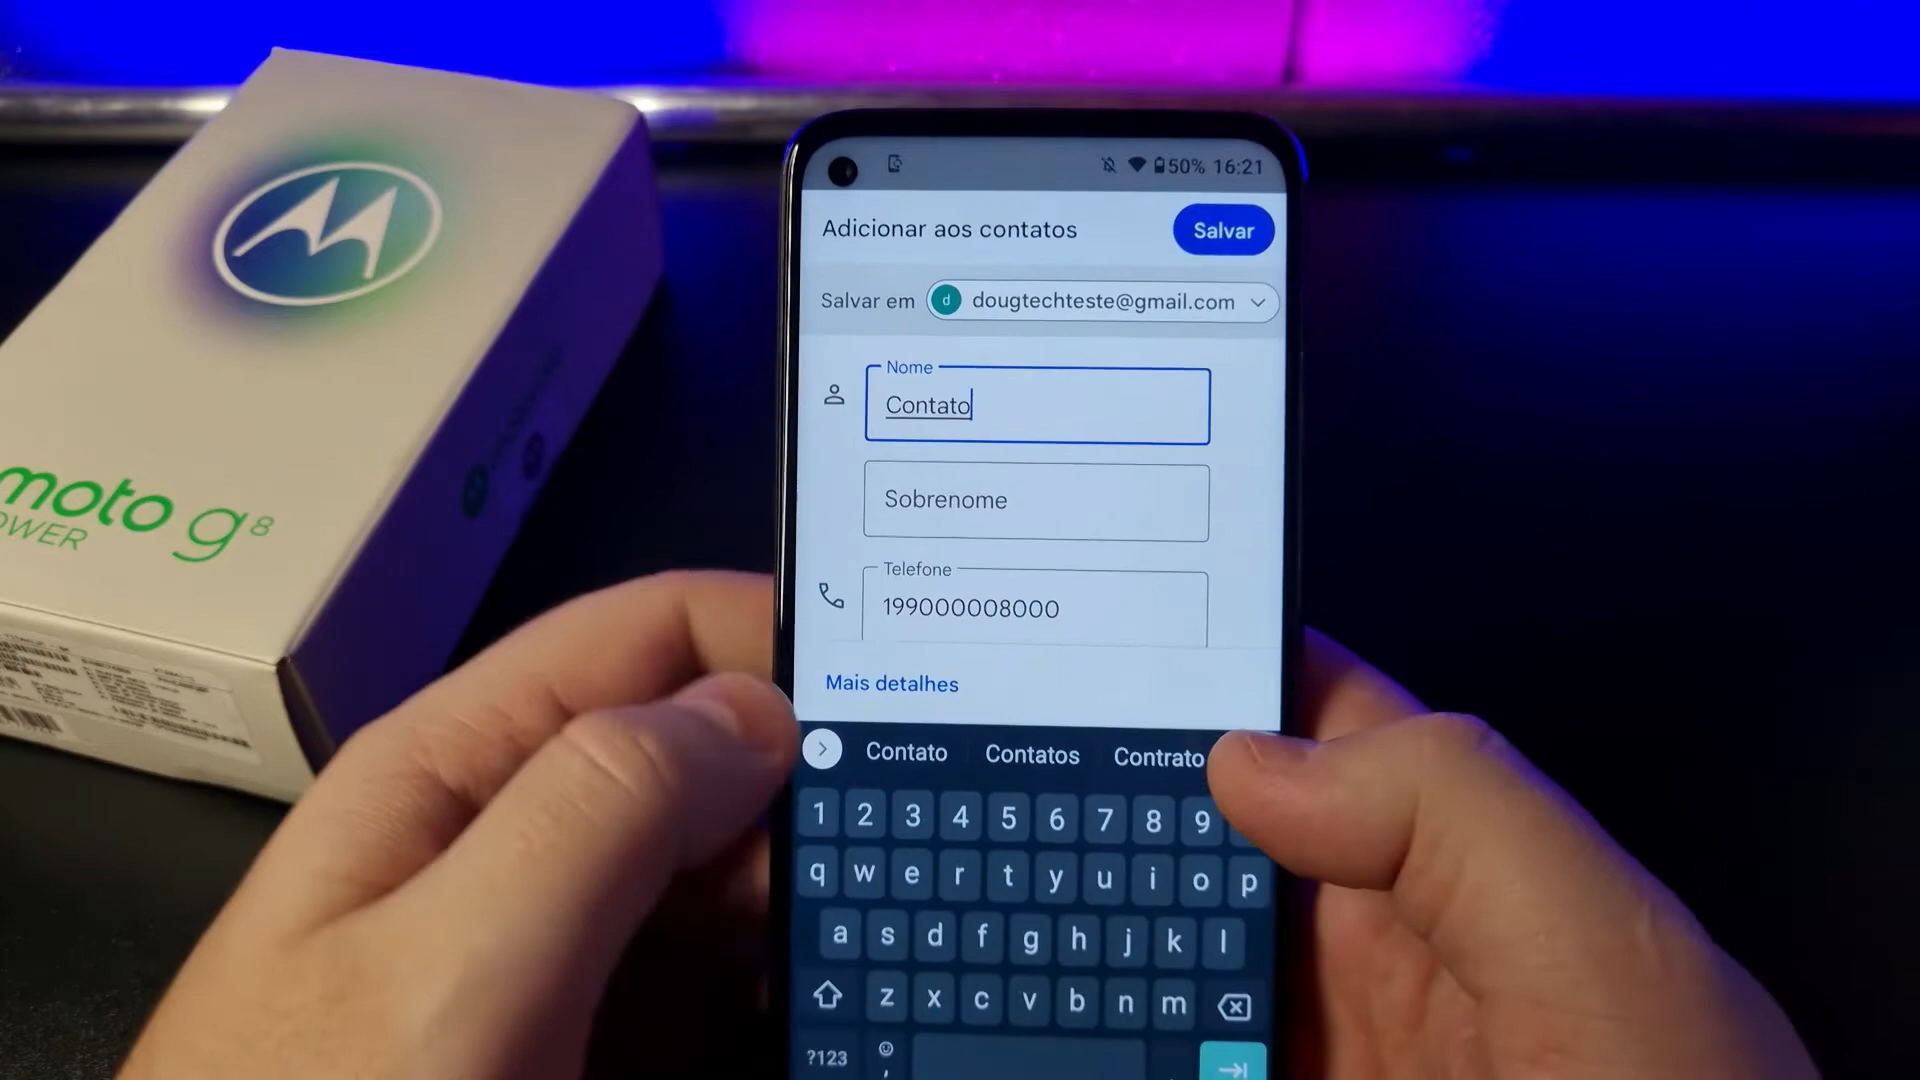 moto g8
POWER
50% 16:21
Adicionar aos contatos
Salvar
Salvar em d dougtechteste@gmail.com
Nome
Contato
Sobrenome
Telefone
199000008000
Mais detalhes
Contato Contatos Contrato
1 2 3 4 5 6 7 8 9
q w e r t y u i o p
a s d f g h j k l
z x c v b n m
?123 ,